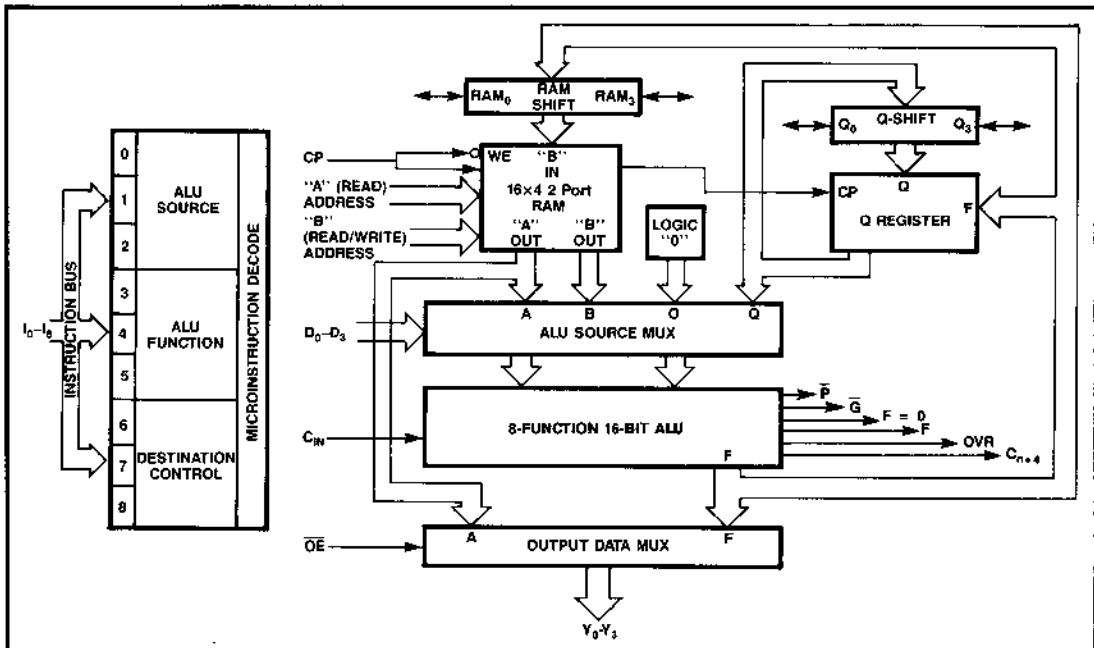 INSTRUCTION BUS
I₀–I₈
0
1
2
3
4
5
6
7
8
ALU
SOURCE
ALU
FUNCTION
DESTINATION
CONTROL
MICROINSTRUCTION DECODE
RAM₀
RAM
SHIFT
RAM₃
Q₀
Q-SHIFT
Q₃
CP
WE
"B"
IN
16×4 2 Port
RAM
"A"
OUT
"B"
OUT
"A" (READ)
ADDRESS
"B"
(READ/WRITE)
ADDRESS
LOGIC
"0"
CP
Q
F
Q REGISTER
D₀–D₃
A
B
O
Q
ALU SOURCE MUX
C_IN
8-FUNCTION 16-BIT ALU
F
P̅
G̅
F = 0
F
OVR
Cₙ₊₄
O̅E̅
A
F
OUTPUT DATA MUX
Y₀-Y₃